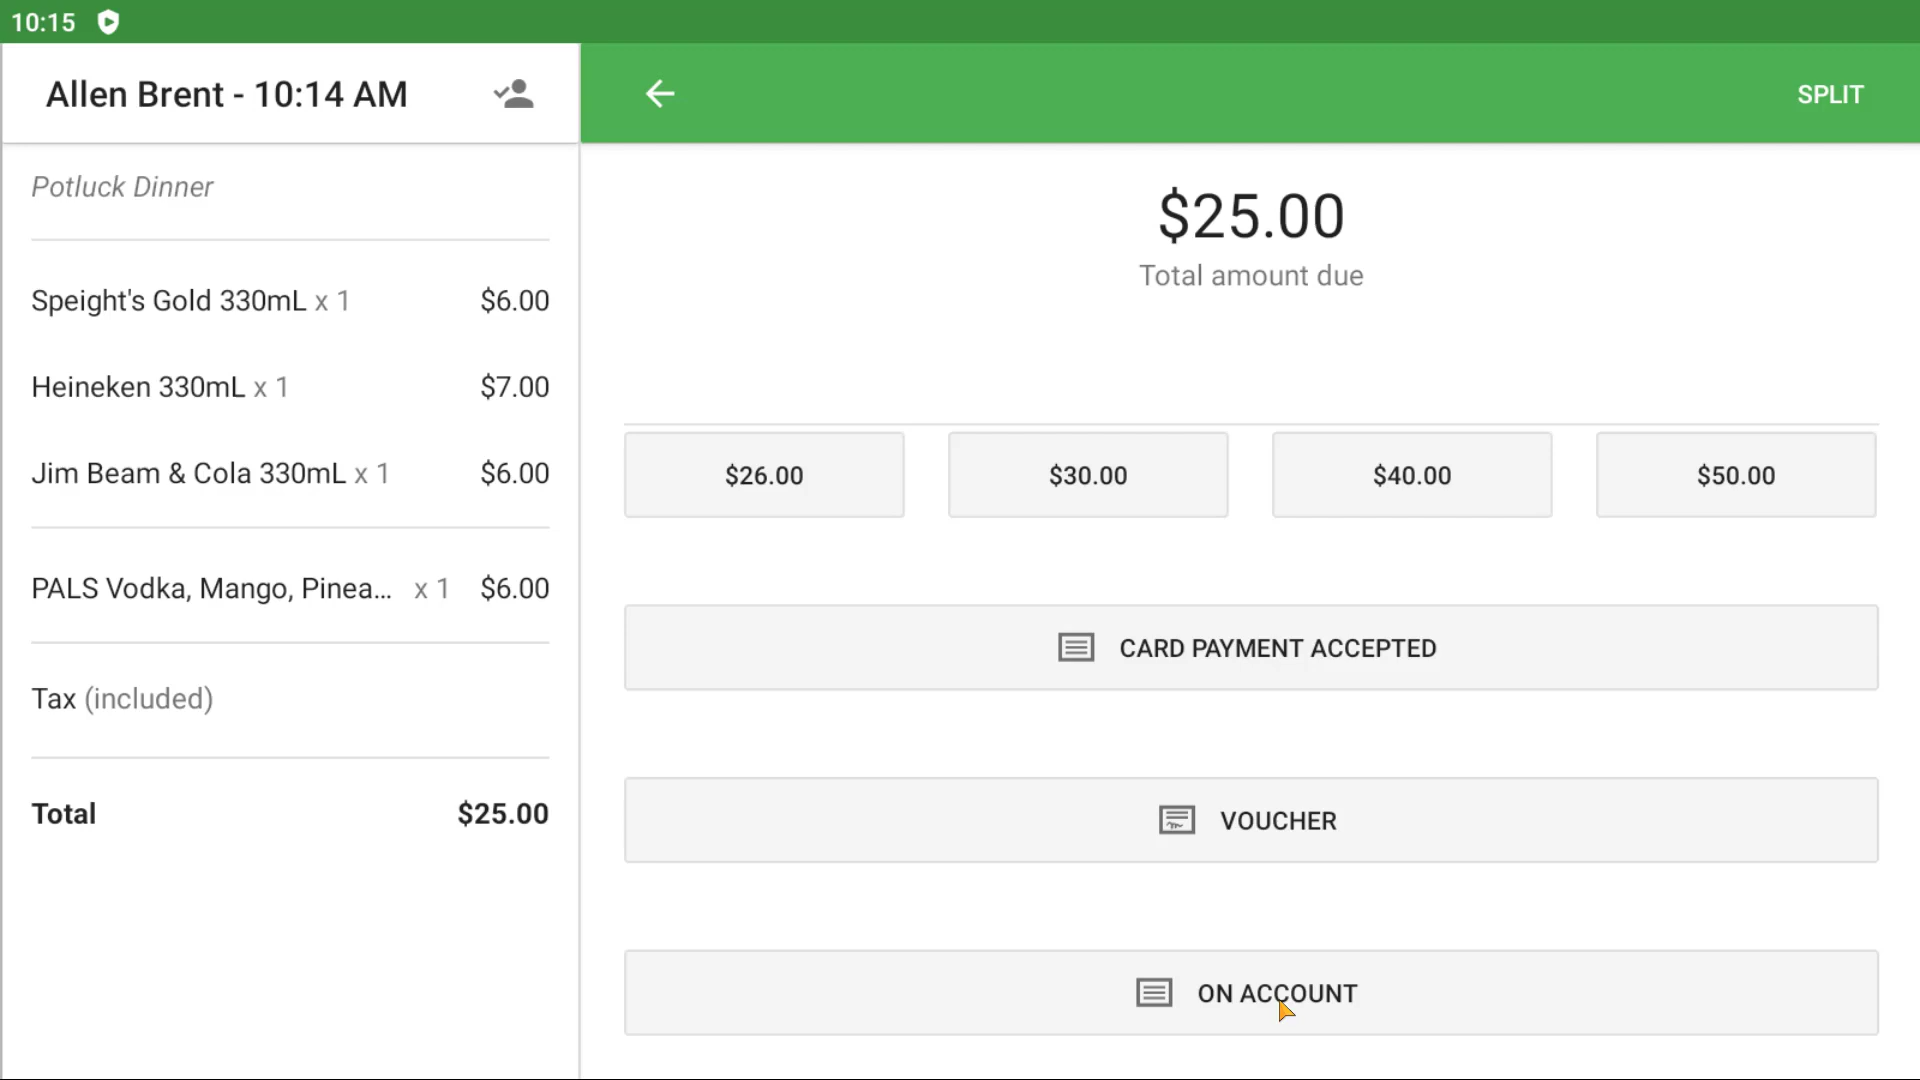 10:15
Allen Brent - 10:14 AM
SPLIT
Potluck Dinner
Speight's Gold 330mL x 1 $6.00
Heineken 330mL x 1 $7.00
Jim Beam & Cola 330mL x 1 $6.00
PALS Vodka, Mango, Pinea... x 1 $6.00
Tax (included)
Total $25.00
$25.00
Total amount due
$26.00 $30.00 $40.00 $50.00
CARD PAYMENT ACCEPTED
VOUCHER
ON ACCOUNT